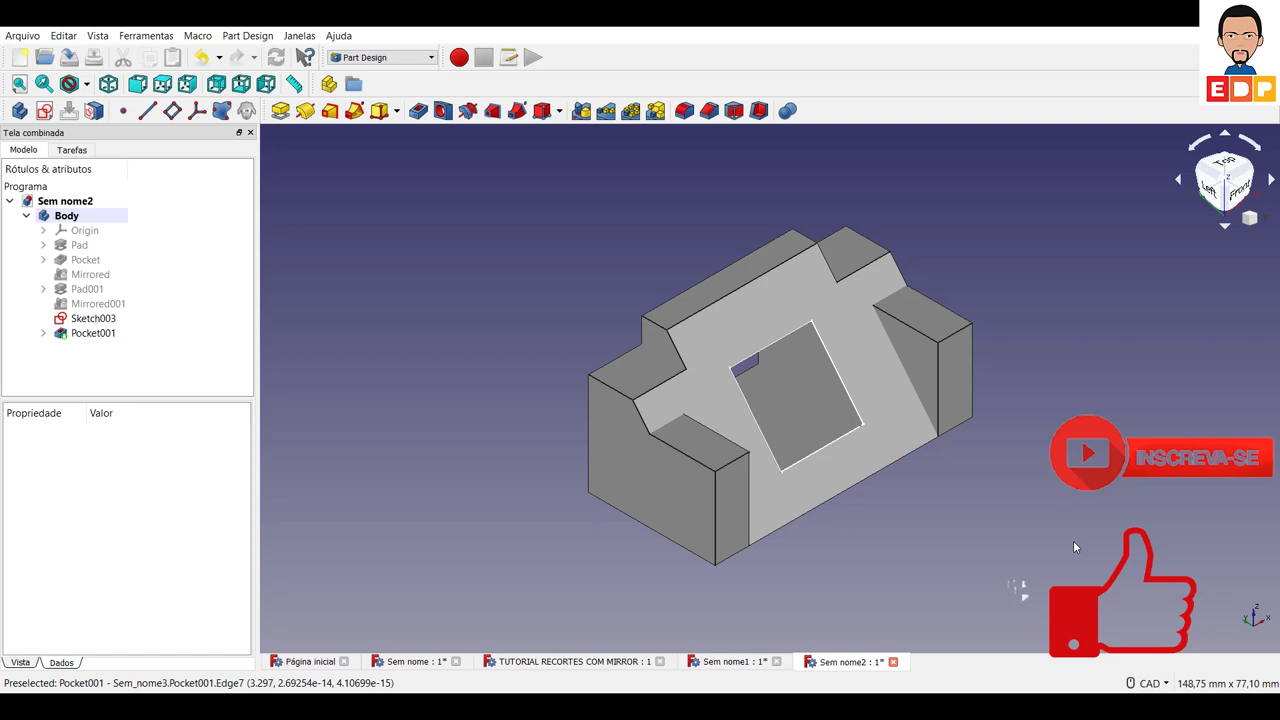 Arquivo Editar Vista Ferramentas Macro Part Design Janelas Ajuda
EDP
Part Design
Tela combinada
Modelo Tarefas
Rótulos & atributos
Programa
Sem nome2
Body
Origin
Pad
Pocket
Mirrored
Pad001
Mirrored001
Sketch003
Pocket001
Top
Left Front
Z
Propriedade Valor
INSCREVA-SE
Z
Y X
Vista Dados
Página inicial Sem nome : 1* TUTORIAL RECORTES COM MIRROR : 1 Sem nome1 : 1* Sem nome2 : 1*
Preselected: Pocket001 - Sem_nome3.Pocket001.Edge7 (3.297, 2.69254e-14, 4.10699e-15) CAD 148,75 mm x 77,10 mm